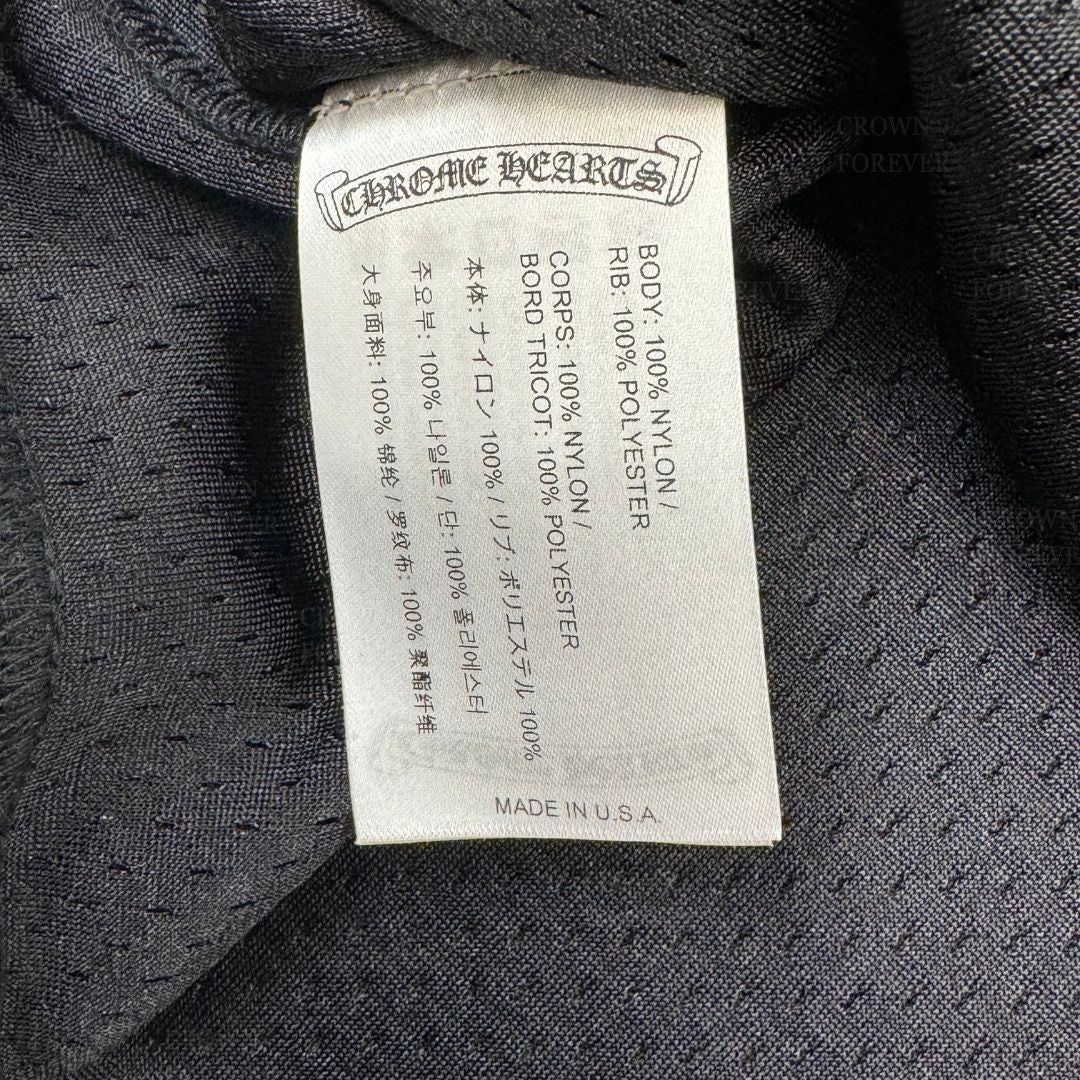 CHROME HEARTS
BODY: 100% NYLON /
RIB: 100% POLYESTER
CORPS: 100% NYLON /
BORD TRICOT: 100% POLYESTER
本体: ナイロン 100% / リブ: ポリエステル 100%
주요부: 100% 나일론 / 단: 100% 폴리에스터
大身面料: 100% 锦纶 / 罗纹布: 100% 聚酯纤维
MADE IN U.S.A.
CROWN
FOREVER